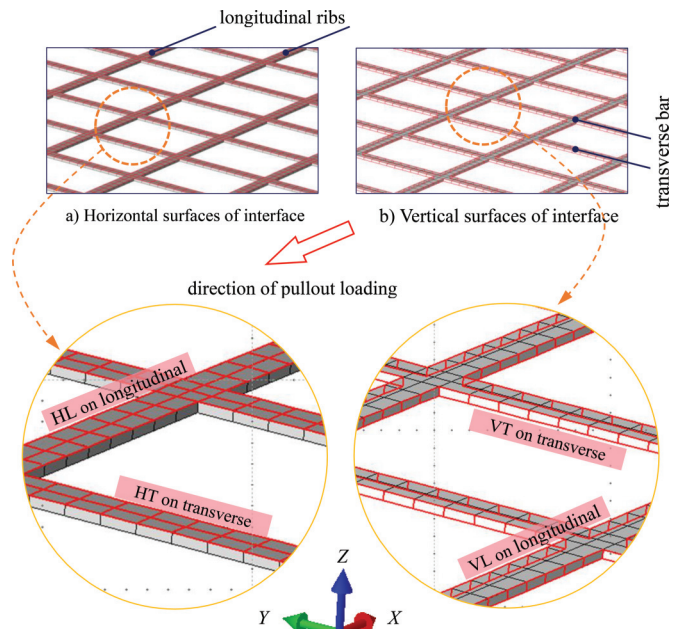 longitudinal ribs
transverse bar
a) Horizontal surfaces of interface
b) Vertical surfaces of interface
direction of pullout loading
HL on longitudinal
HT on transverse
VT on transverse
VL on longitudinal
Z
Y
X